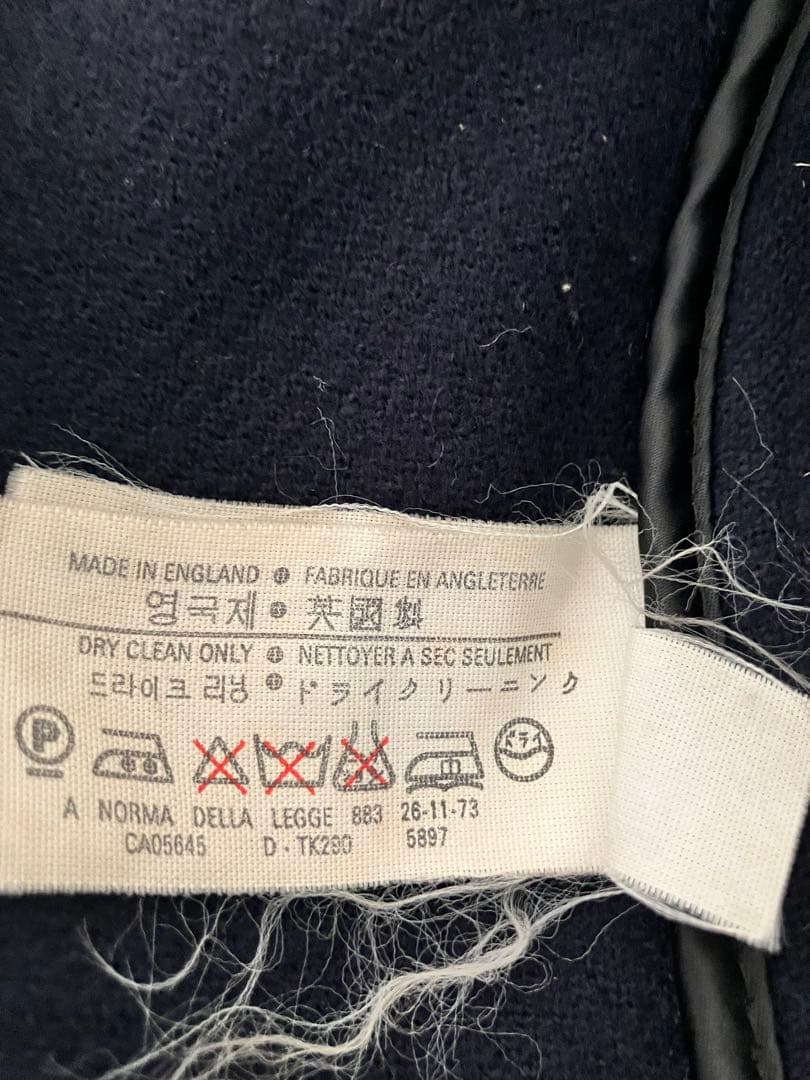 MADE IN ENGLAND FABRIQUE EN ANGLETERRE
영국제 英國製
DRY CLEAN ONLY NETTOYER A SEC SEULEMENT
드라이크 리닝 ドライクリーニング
P ドライ
A NORMA DELLA LEGGE 883 26-11-73
CA05645 D - TK290 5897